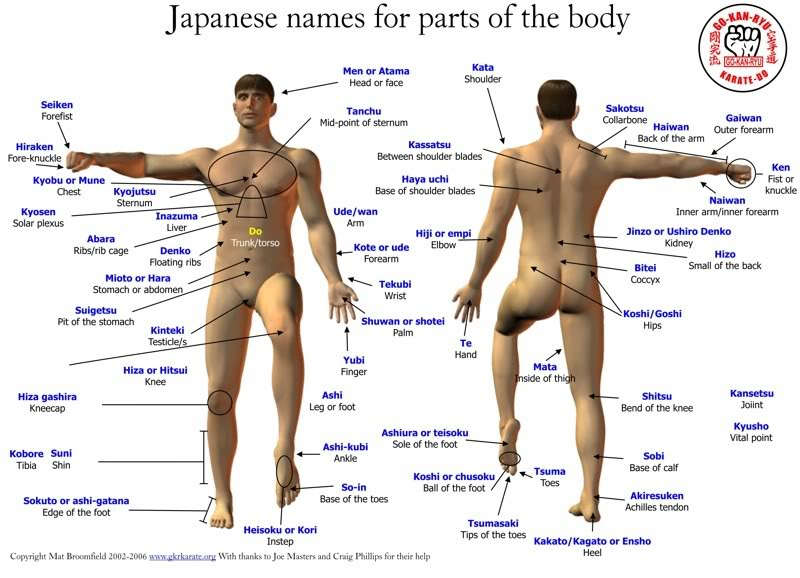 Japanese names for parts of the body
GO-KAN-RYU
GO-KAN-RYU
KARATE-DO
Men or Atama
Head or face
Tanchu
Mid-point of sternum
Seiken
Forefist
Hiraken
Fore-knuckle
Kyobu or Mune
Chest
Kyojutsu
Sternum
Kyosen
Solar plexus
Inazuma
Liver
Abara
Ribs/rib cage
Denko
Floating ribs
Do
Trunk/torso
Mioto or Hara
Stomach or abdomen
Suigetsu
Pit of the stomach
Kinteki
Testicle/s
Hiza or Hitsui
Knee
Hiza gashira
Kneecap
Kobore Suni
Tibia Shin
Sokuto or ashi-gatana
Edge of the foot
Ude/wan
Arm
Kote or ude
Forearm
Tekubi
Wrist
Shuwan or shotei
Palm
Yubi
Finger
Ashi
Leg or foot
Ashi-kubi
Ankle
So-in
Base of the toes
Heisoku or Kori
Instep
Kata
Shoulder
Kassatsu
Between shoulder blades
Haya uchi
Base of shoulder blades
Hiji or empi
Elbow
Te
Hand
Sakotsu
Collarbone
Haiwan
Back of the arm
Gaiwan
Outer forearm
Ken
Fist or
knuckle
Naiwan
Inner arm/inner forearm
Jinzo or Ushiro Denko
Kidney
Hizo
Small of the back
Bitei
Coccyx
Koshi/Goshi
Hips
Mata
Inside of thigh
Shitsu
Bend of the knee
Kansetsu
Joiint
Kyusho
Vital point
Ashiura or teisoku
Sole of the foot
Koshi or chusoku
Ball of the foot
Tsuma
Toes
Tsumasaki
Tips of the toes
Sobi
Base of calf
Akiresuken
Achilles tendon
Kakato/Kagato or Ensho
Heel
Copyright Mat Broomfield 2002-2006 www.gkrkarate.org With thanks to Joe Masters and Craig Phillips for their help